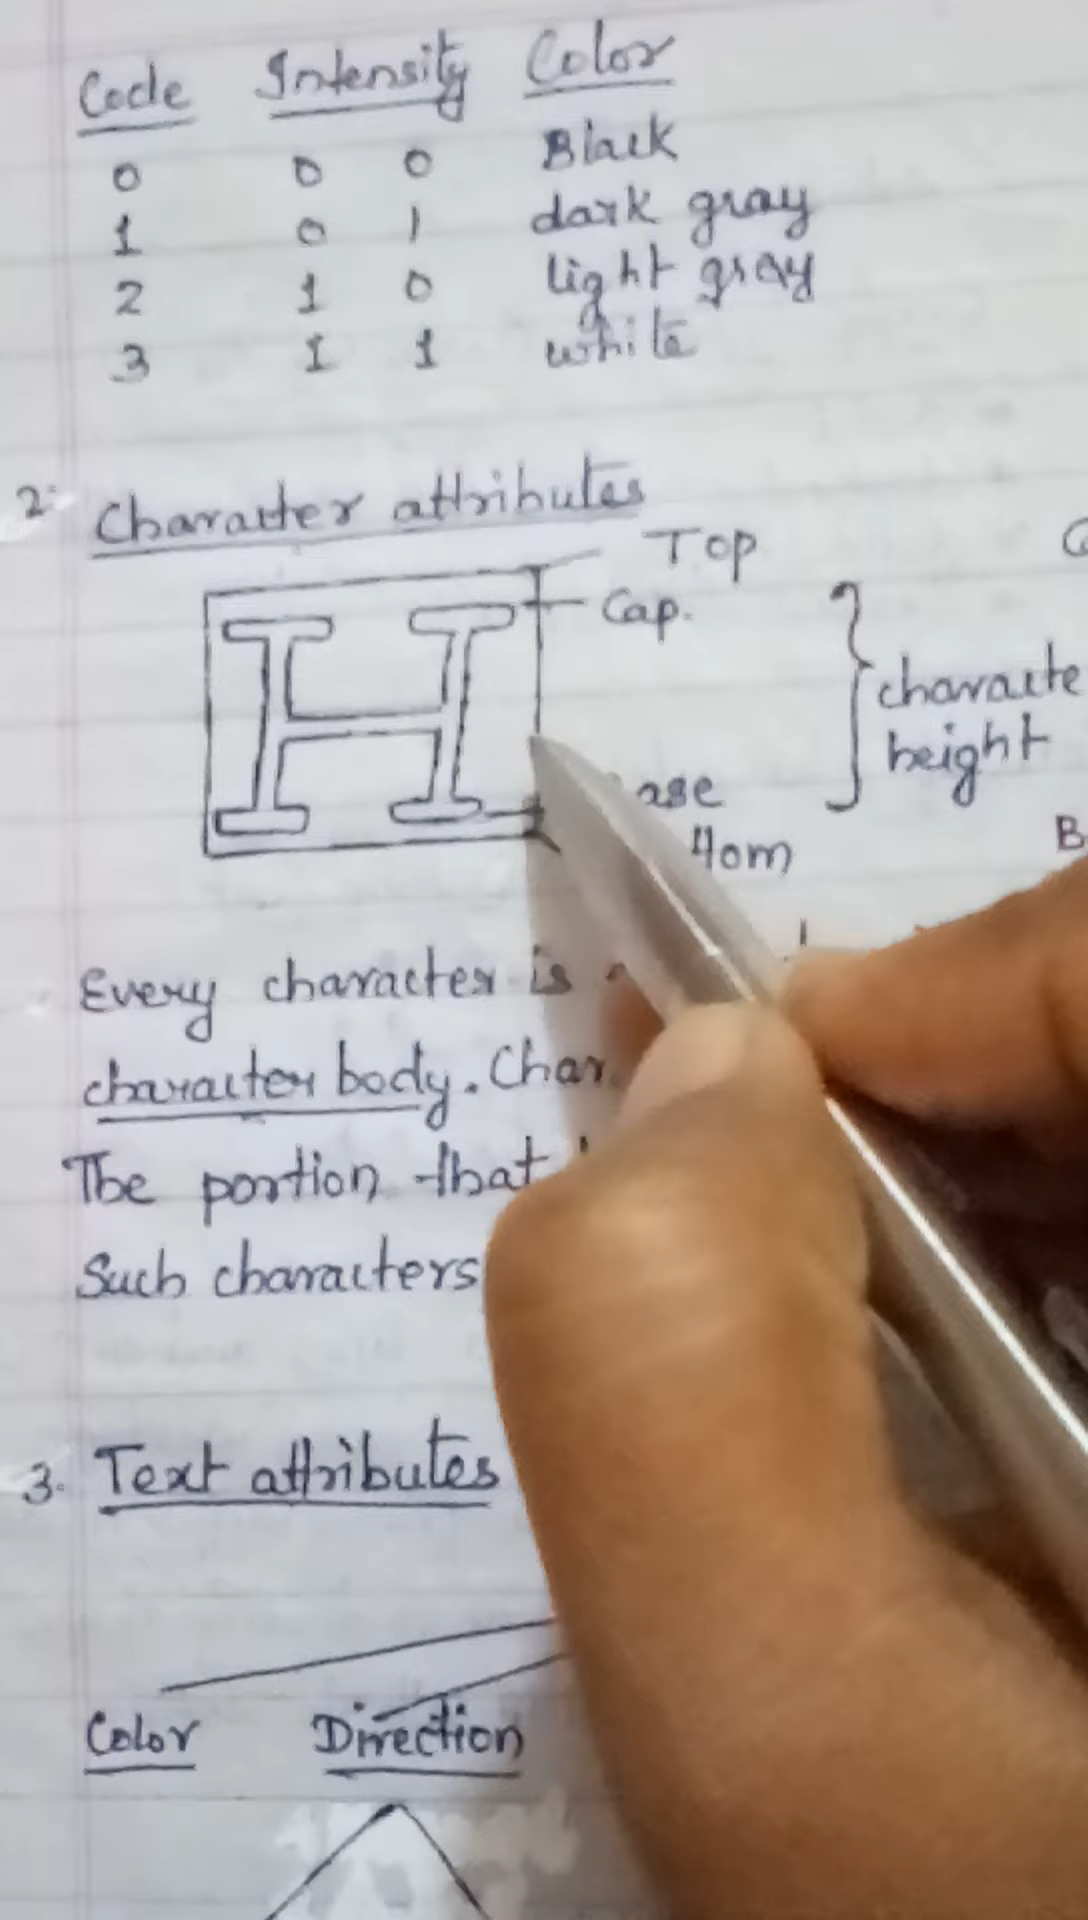 Code Intensity Color
0 0 0 Black
1 0 1 dark gray
2 1 0 light gray
3 1 1 white
2. Character attributes
Top
Cap.
character
height
Every character is
character body. Char
The portion that
Such characters
3. Text attributes
Color Direction